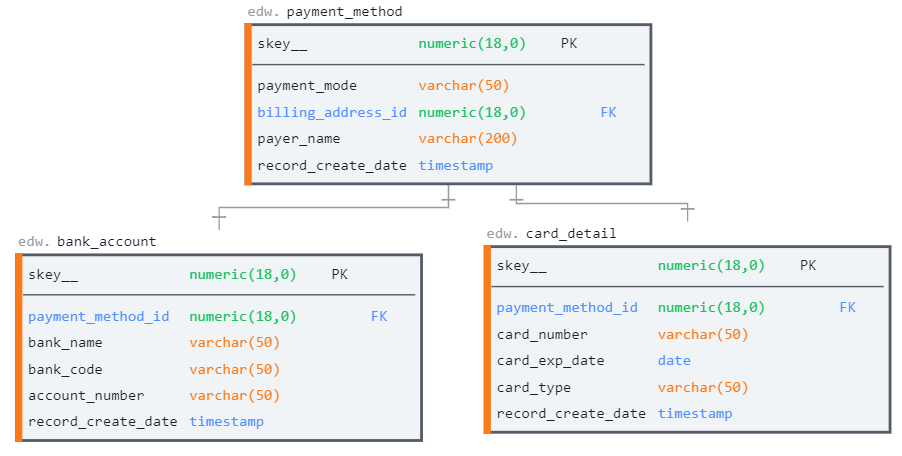 edw. payment_method
skey__ numeric(18,0) PK
payment_mode varchar(50)
billing_address_id numeric(18,0) FK
payer_name varchar(200)
record_create_date timestamp
edw. bank_account
skey__ numeric(18,0) PK
payment_method_id numeric(18,0) FK
bank_name varchar(50)
bank_code varchar(50)
account_number varchar(50)
record_create_date timestamp
edw. card_detail
skey__ numeric(18,0) PK
payment_method_id numeric(18,0) FK
card_number varchar(50)
card_exp_date date
card_type varchar(50)
record_create_date timestamp